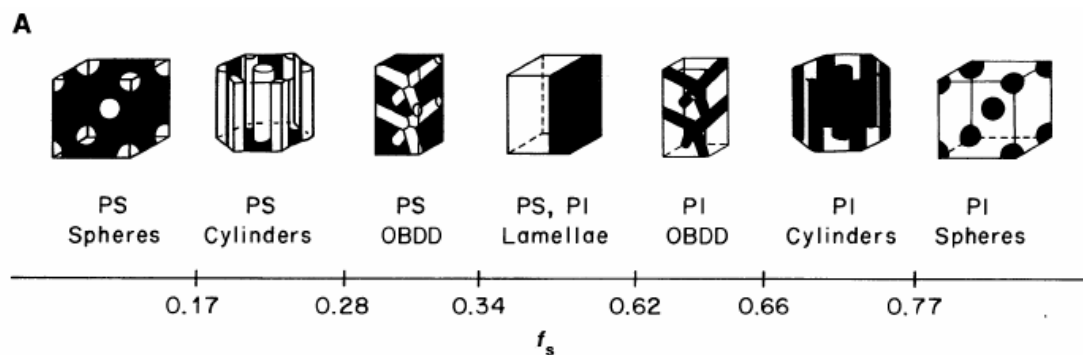 A
PS PS PS PS, PI PI PI PI
Spheres Cylinders OBDD Lamellae OBDD Cylinders Spheres
0.17 0.28 0.34 0.62 0.66 0.77
fs